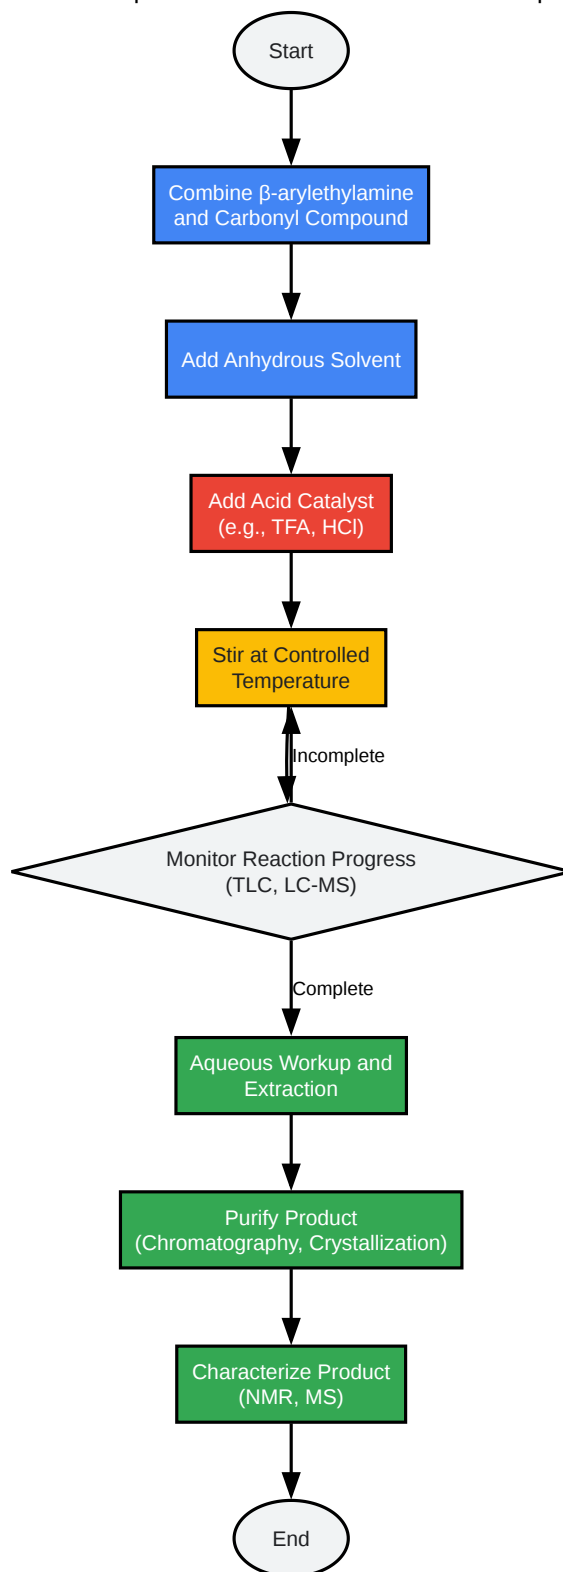 Start
Combine β-arylethylamine
and Carbonyl Compound
Add Anhydrous Solvent
Add Acid Catalyst
(e.g., TFA, HCl)
Stir at Controlled
Temperature
Incomplete
Monitor Reaction Progress
(TLC, LC-MS)
Complete
Aqueous Workup and
Extraction
Purify Product
(Chromatography, Crystallization)
Characterize Product
(NMR, MS)
End